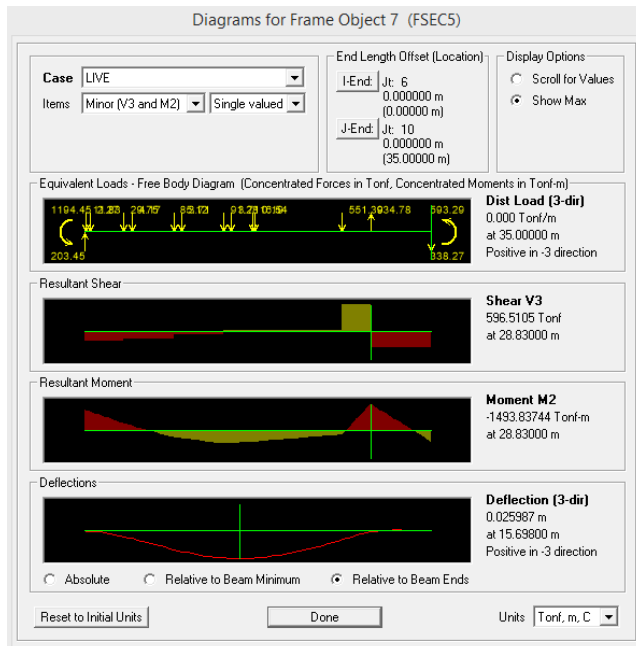 Diagrams for Frame Object 7 (FSEC5)
Case LIVE
Items Minor (V3 and M2) Single valued
End Length Offset (Location)
I-End: Jt: 6
0.000000 m
(0.00000 m)
J-End: Jt: 10
0.000000 m
(35.00000 m)
Display Options
Scroll for Values
Show Max
Equivalent Loads - Free Body Diagram (Concentrated Forces in Tonf, Concentrated Moments in Tonf-m)
1194.45
551.39
934.78
593.29
203.45
338.27
Dist Load (3-dir)
0.000 Tonf/m
at 35.00000 m
Positive in -3 direction
Resultant Shear
Shear V3
596.5105 Tonf
at 28.83000 m
Resultant Moment
Moment M2
-1493.83744 Tonf-m
at 28.83000 m
Deflections
Deflection (3-dir)
0.025987 m
at 15.69800 m
Positive in -3 direction
Absolute Relative to Beam Minimum Relative to Beam Ends
Reset to Initial Units Done Units Tonf, m, C